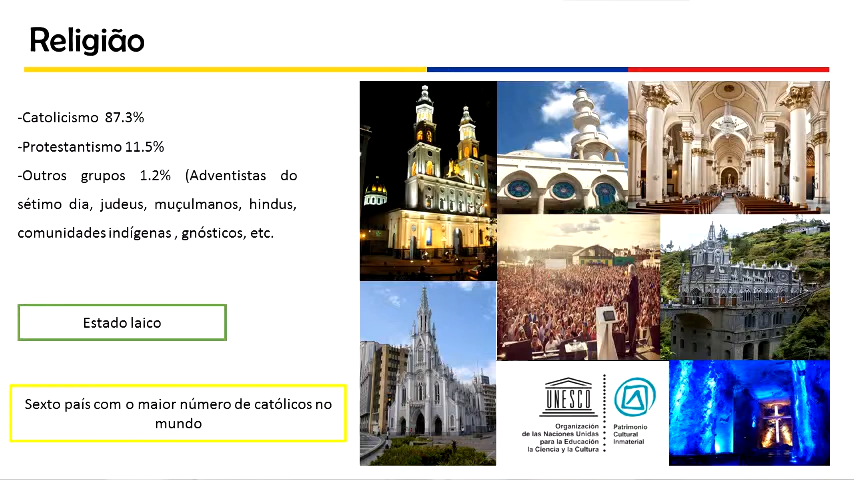 Religião
-Catolicismo 87.3%
-Protestantismo 11.5%
-Outros grupos 1.2% (Adventistas do
sétimo dia, judeus, muçulmanos, hindus,
comunidades indígenas , gnósticos, etc.
Estado laico
Sexto país com o maior número de católicos no
mundo
UNESCO
Organización
de las Naciones Unidas
para la Educación
la Ciencia y la Cultura
Patrimonio
Cultural
Inmaterial